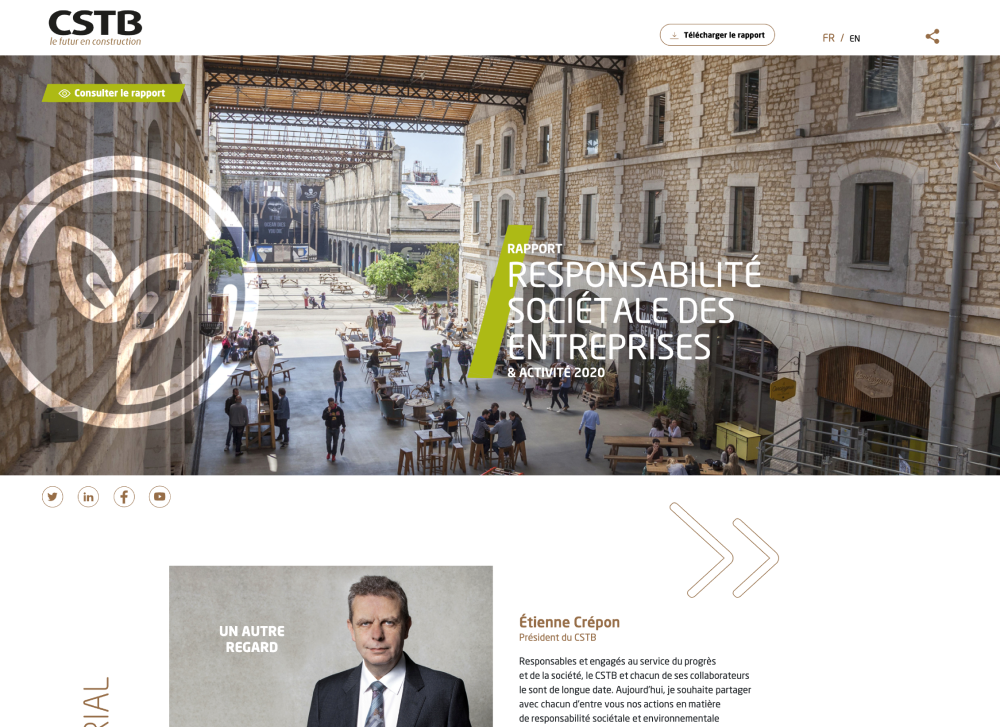 CSTB
le futur en construction
Télécharger le rapport
FR / EN
Consulter le rapport
RAPPORT
RESPONSABILITÉ
SOCIÉTALE DES
ENTREPRISES
& ACTIVITÉ 2020
UN AUTRE
REGARD
Étienne Crépon
Président du CSTB
Responsables et engagés au service du progrès
et de la société, le CSTB et chacun de ses collaborateurs
le sont de longue date. Aujourd'hui, je souhaite partager
avec chacun d'entre vous nos actions en matière
de responsabilité sociétale et environnementale
RIAL